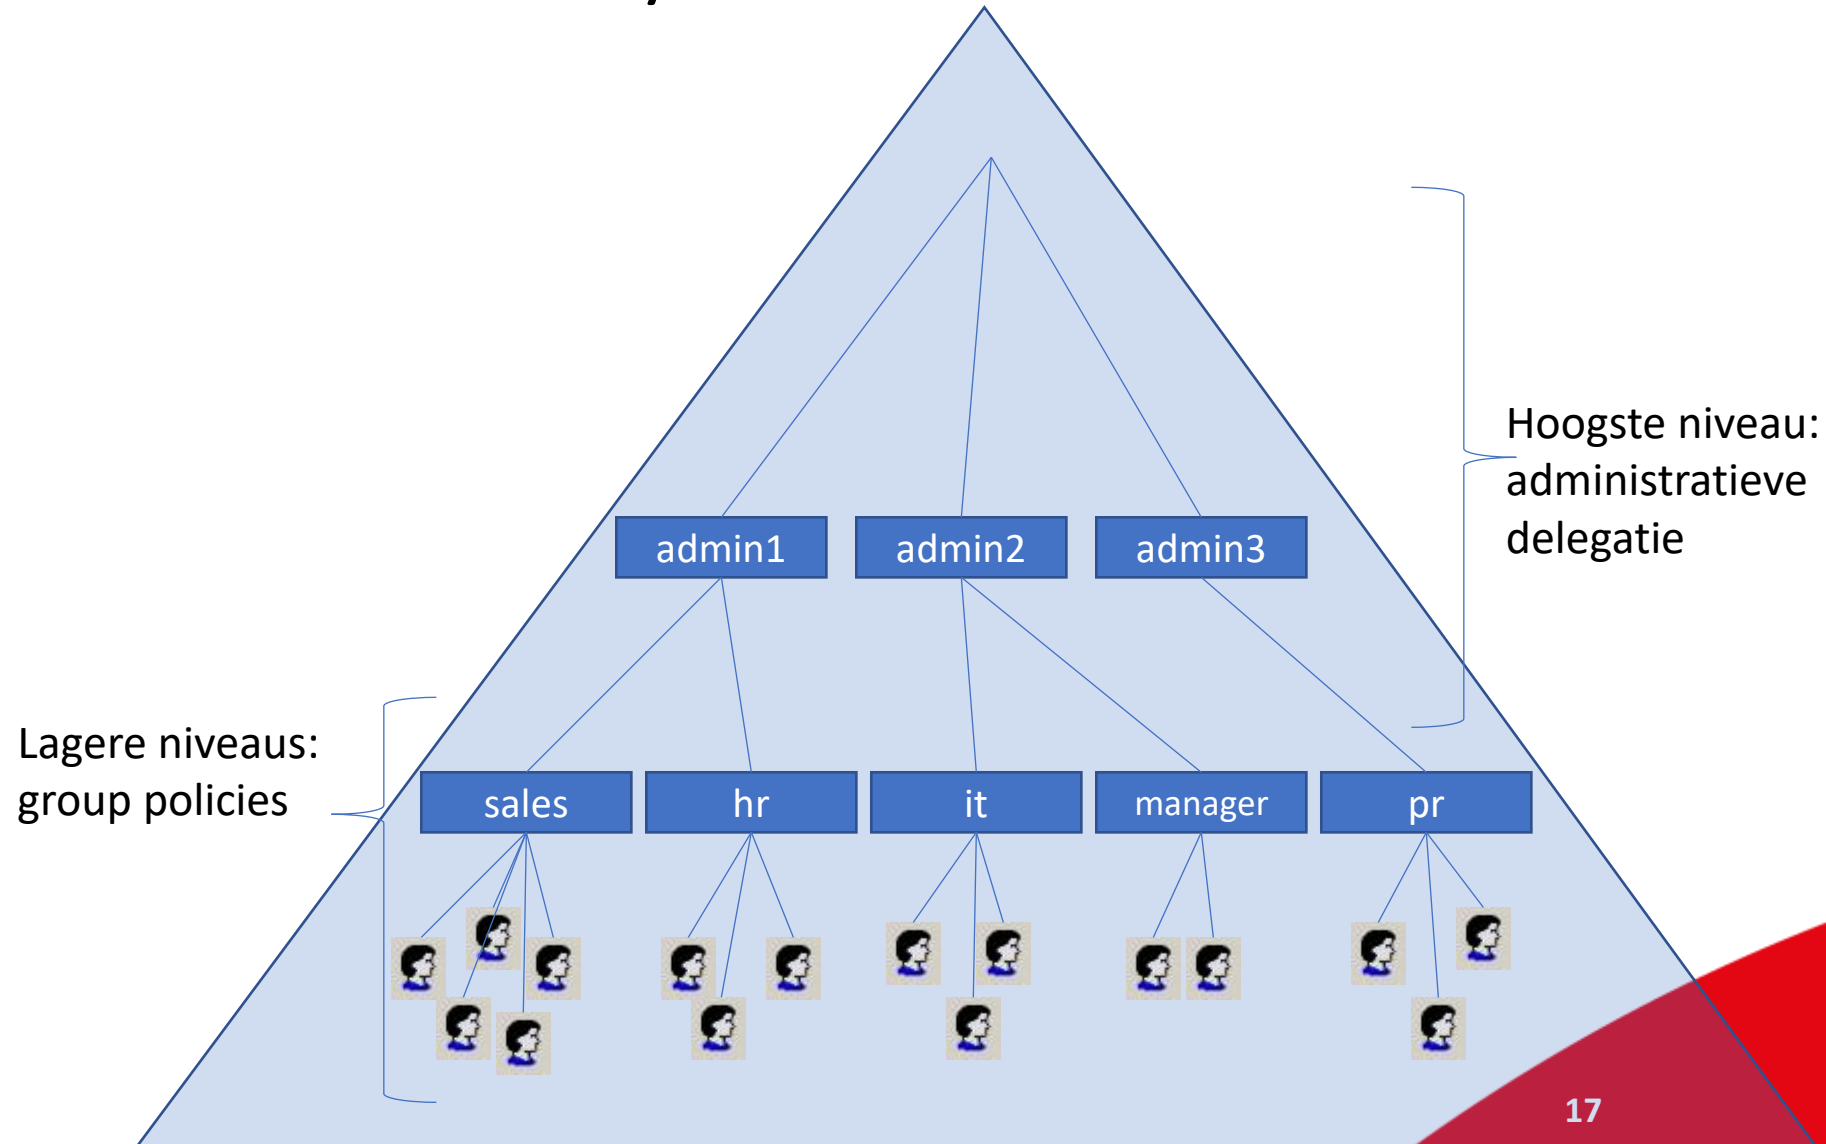 admin1
admin2
admin3
Hoogste niveau:
administratieve
delegatie
Lagere niveaus:
group policies
sales
hr
it
manager
pr
17